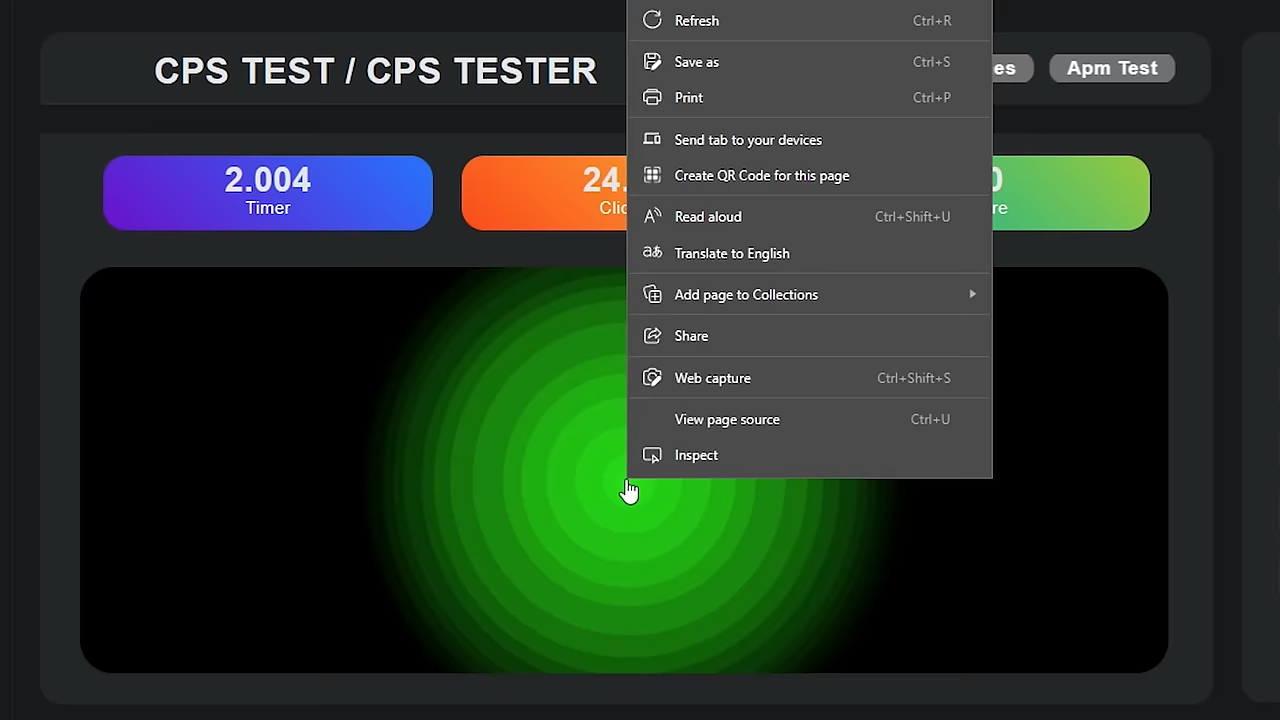 Refresh Ctrl+R
CPS TEST / CPS TESTER
Save as Ctrl+S
Apm Test
Print Ctrl+P
Send tab to your devices
2.004
24.
Create QR Code for this page
Timer
Read aloud Ctrl+Shift+U
Translate to English
Add page to Collections
Share
Web capture Ctrl+Shift+S
View page source Ctrl+U
Inspect